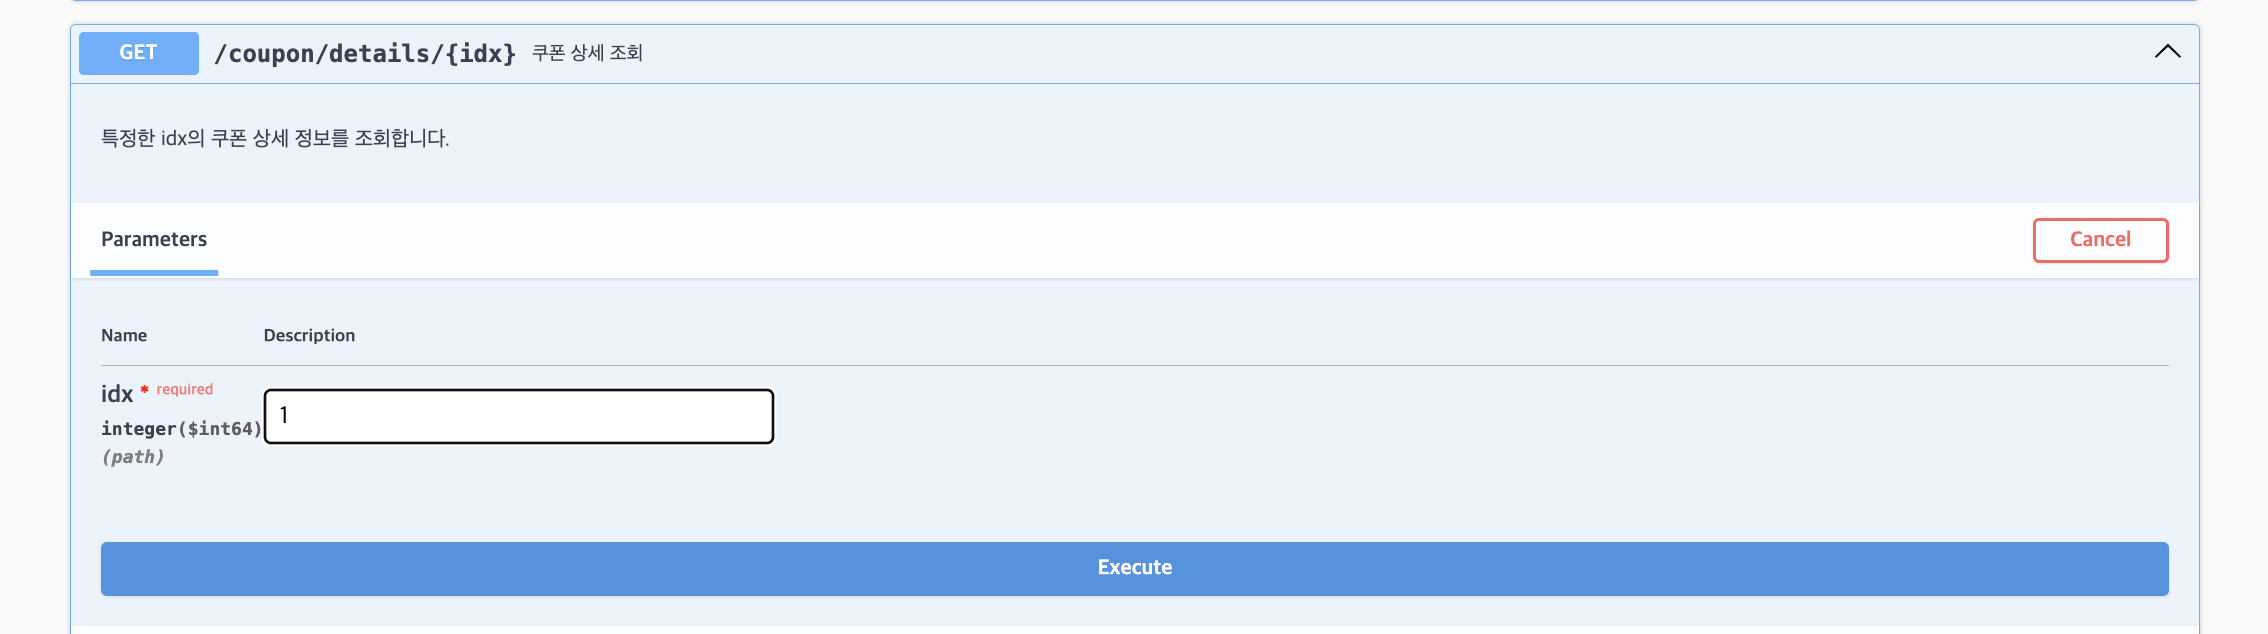 GET /coupon/details/{idx} 쿠폰 상세 조회
특정한 idx의 쿠폰 상세 정보를 조회합니다.
Parameters
Cancel
Name Description
idx * required
integer($int64)
(path)
1
Execute